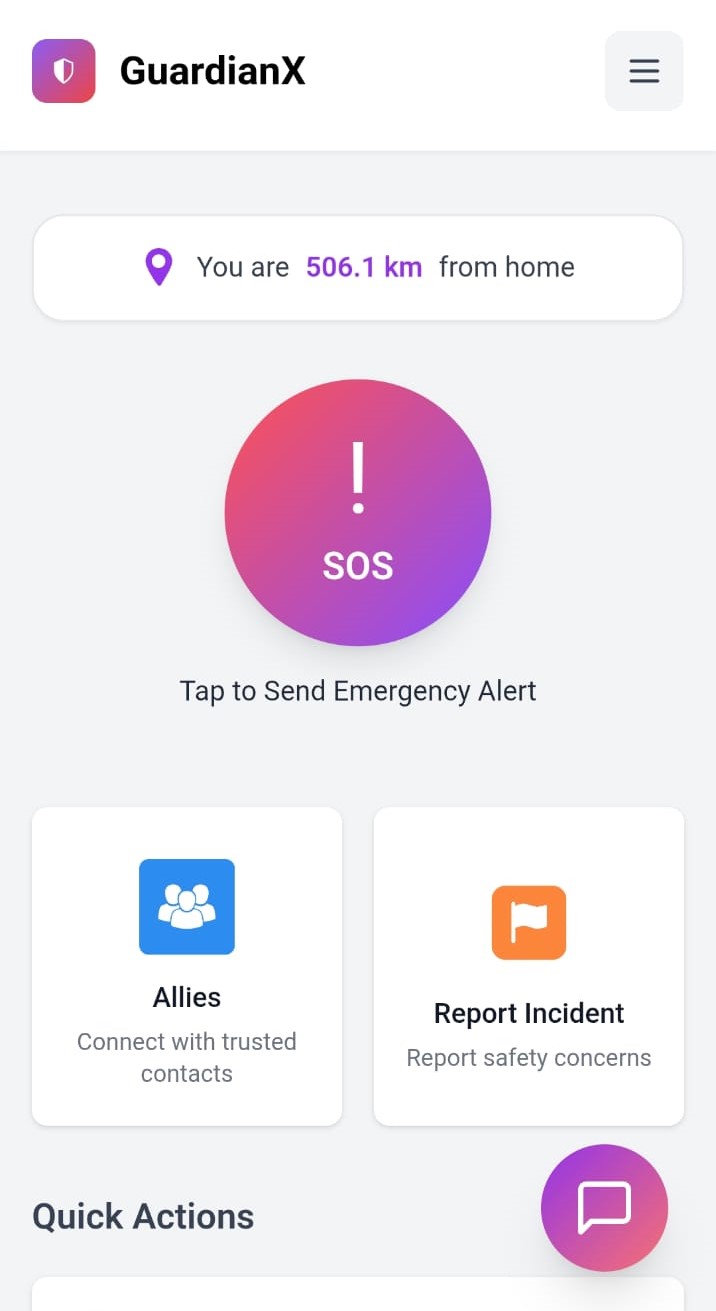 GuardianX
You are 506.1 km from home
!
SOS
Tap to Send Emergency Alert
Allies
Connect with trusted
contacts
Report Incident
Report safety concerns
Quick Actions